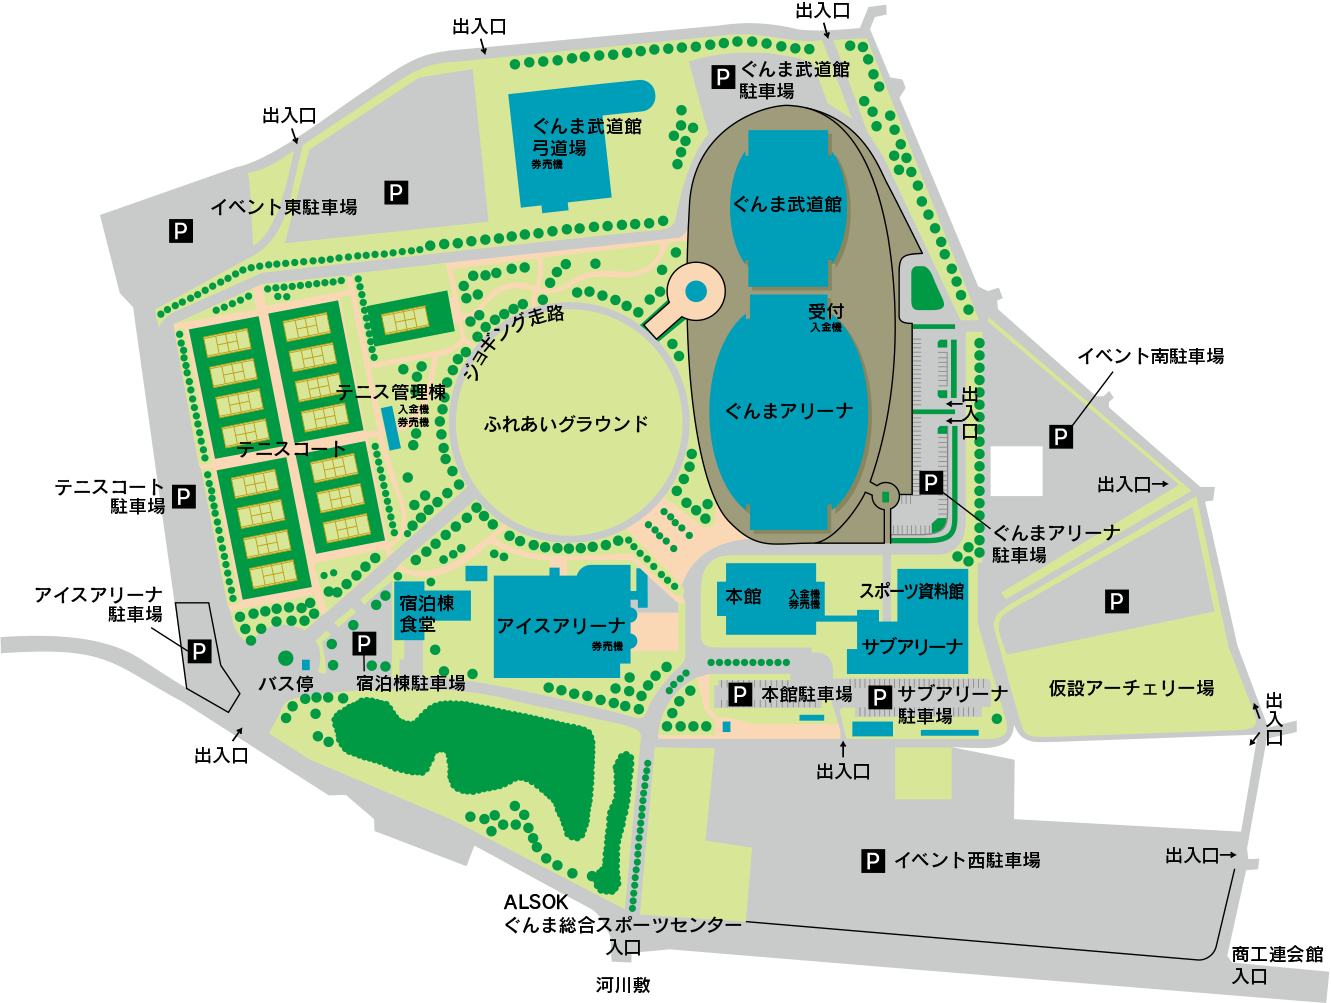 出入口
出入口
P
ぐんま武道館
駐車場
出入口
ぐんま武道館
弓道場
券売機
P
イベント東駐車場
P
ぐんま武道館
受付
入金機
ジョギング走路
イベント南駐車場
テニス管理棟
入金機
券売機
出入口
ぐんまアリーナ
ふれあいグラウンド
P
テニスコート
テニスコート
駐車場
P
P
出入口
ぐんまアリーナ
駐車場
アイスアリーナ
駐車場
宿泊棟
食堂
本館
入金機
券売機
スポーツ資料館
P
アイスアリーナ
券売機
サブアリーナ
P
P
バス停
宿泊棟駐車場
P
本館駐車場
P
サブアリーナ
駐車場
仮設アーチェリー場
出入口
出入口
出入口
P
イベント西駐車場
出入口
ALSOK
ぐんま総合スポーツセンター
入口
河川敷
商工連会館
入口